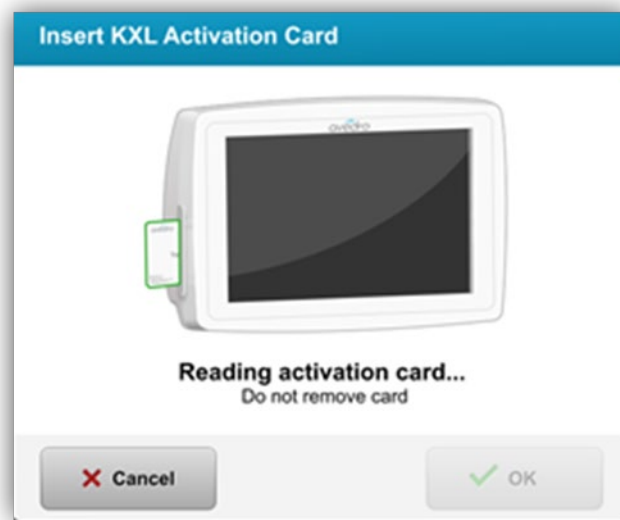 Insert KXL Activation Card
avedro
Reading activation card...
Do not remove card
Cancel
OK